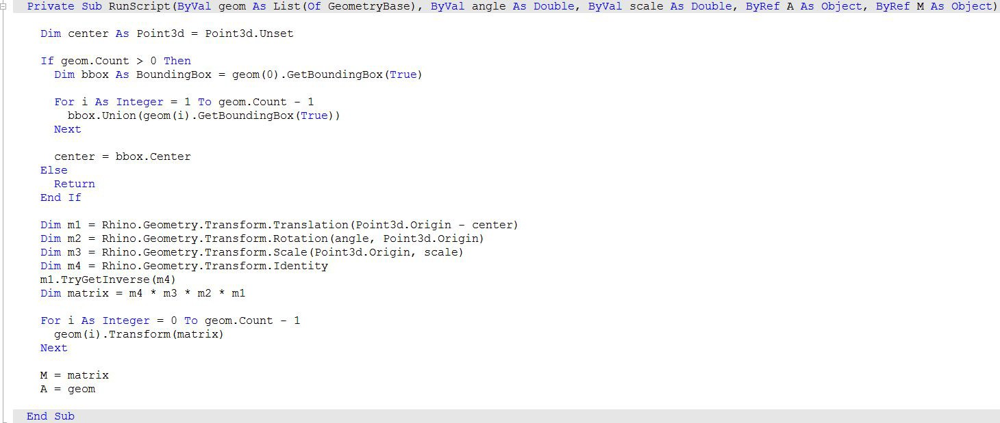 Private Sub RunScript(ByVal geom As List(Of GeometryBase), ByVal angle As Double, ByVal scale As Double, ByRef A As Object, ByRef M As Object)
Dim center As Point3d = Point3d.Unset
If geom.Count > 0 Then
Dim bbox As BoundingBox = geom(0).GetBoundingBox(True)
For i As Integer = 1 To geom.Count - 1
bbox.Union(geom(i).GetBoundingBox(True))
Next
center = bbox.Center
Else
Return
End If
Dim m1 = Rhino.Geometry.Transform.Translation(Point3d.Origin - center)
Dim m2 = Rhino.Geometry.Transform.Rotation(angle, Point3d.Origin)
Dim m3 = Rhino.Geometry.Transform.Scale(Point3d.Origin, scale)
Dim m4 = Rhino.Geometry.Transform.Identity
m1.TryGetInverse(m4)
Dim matrix = m4 * m3 * m2 * m1
For i As Integer = 0 To geom.Count - 1
geom(i).Transform(matrix)
Next
M = matrix
A = geom
End Sub